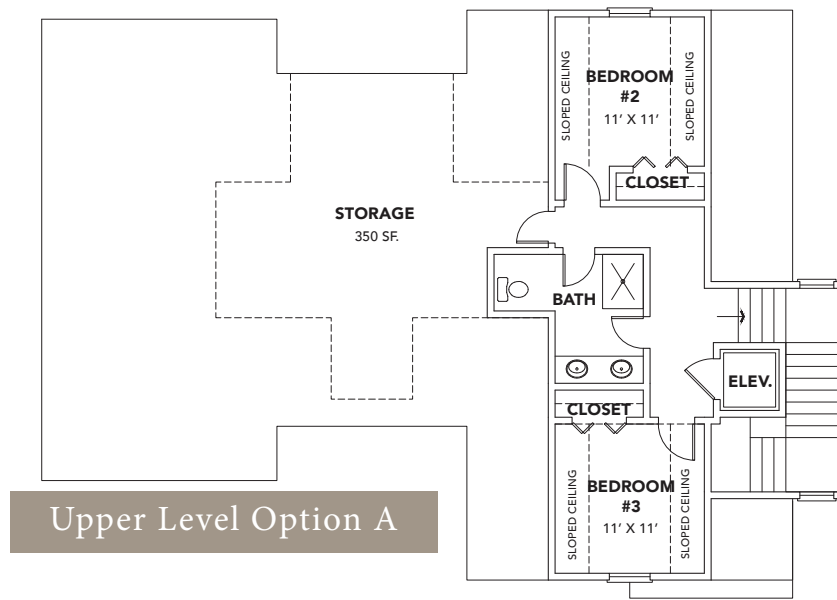 SLOPED CEILING
BEDROOM
#2
11’ X 11’
SLOPED CEILING
CLOSET
STORAGE
350 SF.
BATH
ELEV.
CLOSET
SLOPED CEILING
BEDROOM
#3
11’ X 11’
SLOPED CEILING
Upper Level Option A